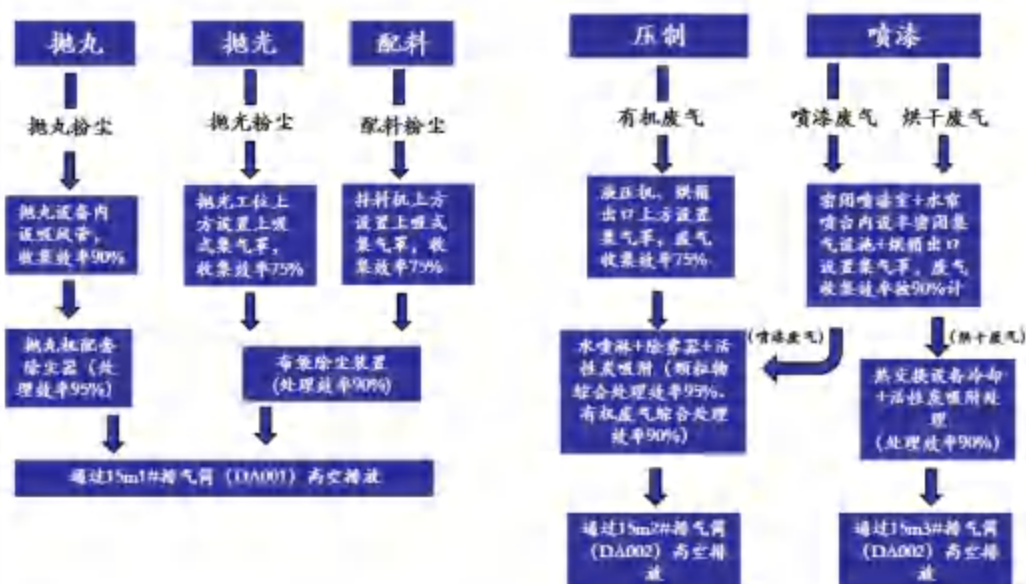 抛丸
抛光
配料
压制
喷漆
抛丸粉尘
抛光粉尘
配料粉尘
有机废气
喷漆废气
烘干废气
抛丸设备内
设吸风管,
收集效率90%
抛光工位上
方设置上吸
式集气罩,
收集效率75%
拌料机上方
设置上吸式
集气罩, 收
集效率75%
液压机、烘箱
出口上方设置
集气罩, 废气
收集效率75%
密闭喷漆室+水帘
喷台内设半密闭集
气设施+烘箱出口
设置集气罩, 废气
收集效率按90%计
抛丸机配套
除尘器(处
理效率95%)
布袋除尘装置
(处理效率90%)
水喷淋+除雾器+活
性炭吸附(颗粒物
综合处理效率95%、
有机废气综合处理
效率90%)
(喷漆废气)
(烘干废气)
热交换设备冷却
+活性炭吸附处
理
(处理效率90%)
通过15m1#排气筒(DA001)高空排放
通过15m2#排气筒
(DA002)高空排
放
通过15m3#排气筒
(DA002)高空排
放